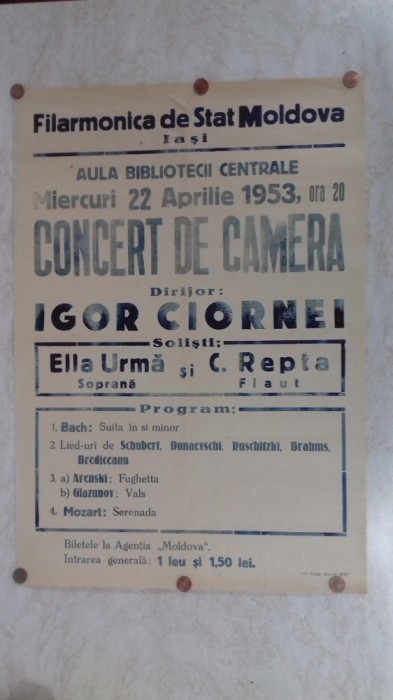 Filarmonica de Stat Moldova
Iași
AULA BIBLIOTECII CENTRALE
Miercuri 22 Aprilie 1953, ora 20
CONCERT DE CAMERA
Dirijor:
IGOR CIORNEI
Soliști:
Ella Urmă și C. Repta
Soprană Flaut
Program:
1. Bach: Suita in si minor
2. Lied-uri de Schubert, Dunaevschi, Ruschitzki, Brahms,
Brediceanu
3. a) Arenski: Fughetta
b) Glazunov: Vals
4. Mozart: Serenada
Biletele la Agenția „Moldova".
Intrarea generală: 1 leu și 1,50 lei.